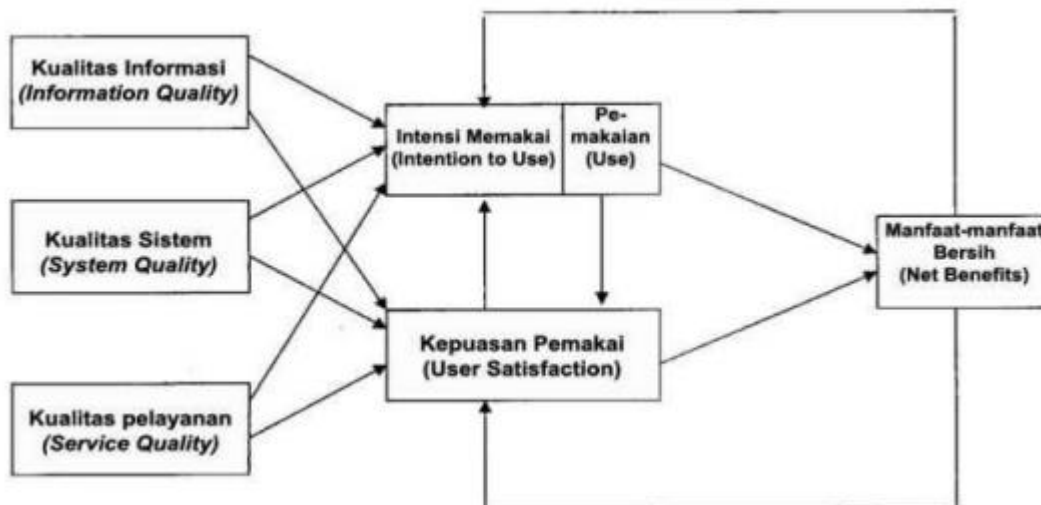 Kualitas Informasi
(Information Quality)
Kualitas Sistem
(System Quality)
Kualitas pelayanan
(Service Quality)
Intensi Memakai
(Intention to Use)
Pe-
makaian
(Use)
Kepuasan Pemakai
(User Satisfaction)
Manfaat-manfaat
Bersih
(Net Benefits)